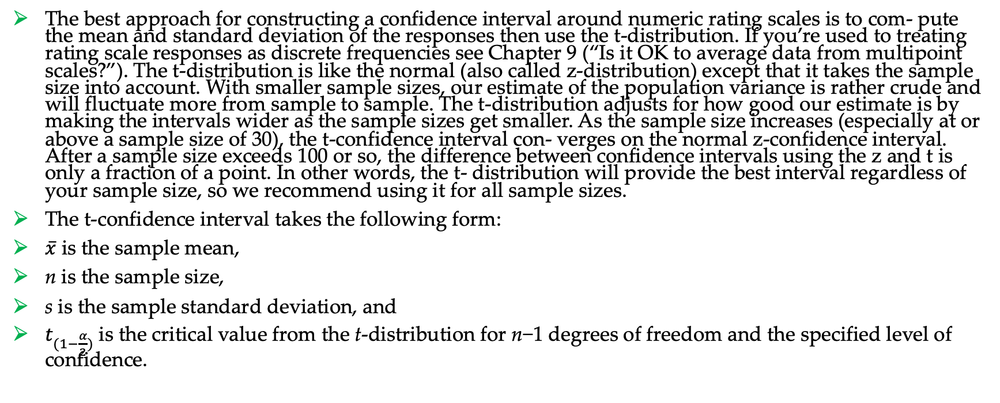 ➢ The best approach for constructing a confidence interval around numeric rating scales is to com- pute
the mean and standard deviation of the responses then use the t-distribution. If you’re used to treating
rating scale responses as discrete frequencies see Chapter 9 (“Is it OK to average data from multipoint
scales?”). The t-distribution is like the normal (also called z-distribution) except that it takes the sample
size into account. With smaller sample sizes, our estimate of the population variance is rather crude and
will fluctuate more from sample to sample. The t-distribution adjusts for how good our estimate is by
making the intervals wider as the sample sizes get smaller. As the sample size increases (especially at or
above a sample size of 30), the t-confidence interval con- verges on the normal z-confidence interval.
After a sample size exceeds 100 or so, the difference between confidence intervals using the z and t is
only a fraction of a point. In other words, the t- distribution will provide the best interval regardless of
your sample size, so we recommend using it for all sample sizes.
➢ The t-confidence interval takes the following form:
➢ x̄ is the sample mean,
➢ n is the sample size,
➢ s is the sample standard deviation, and
➢ t(1−α/2) is the critical value from the t-distribution for n−1 degrees of freedom and the specified level of
confidence.